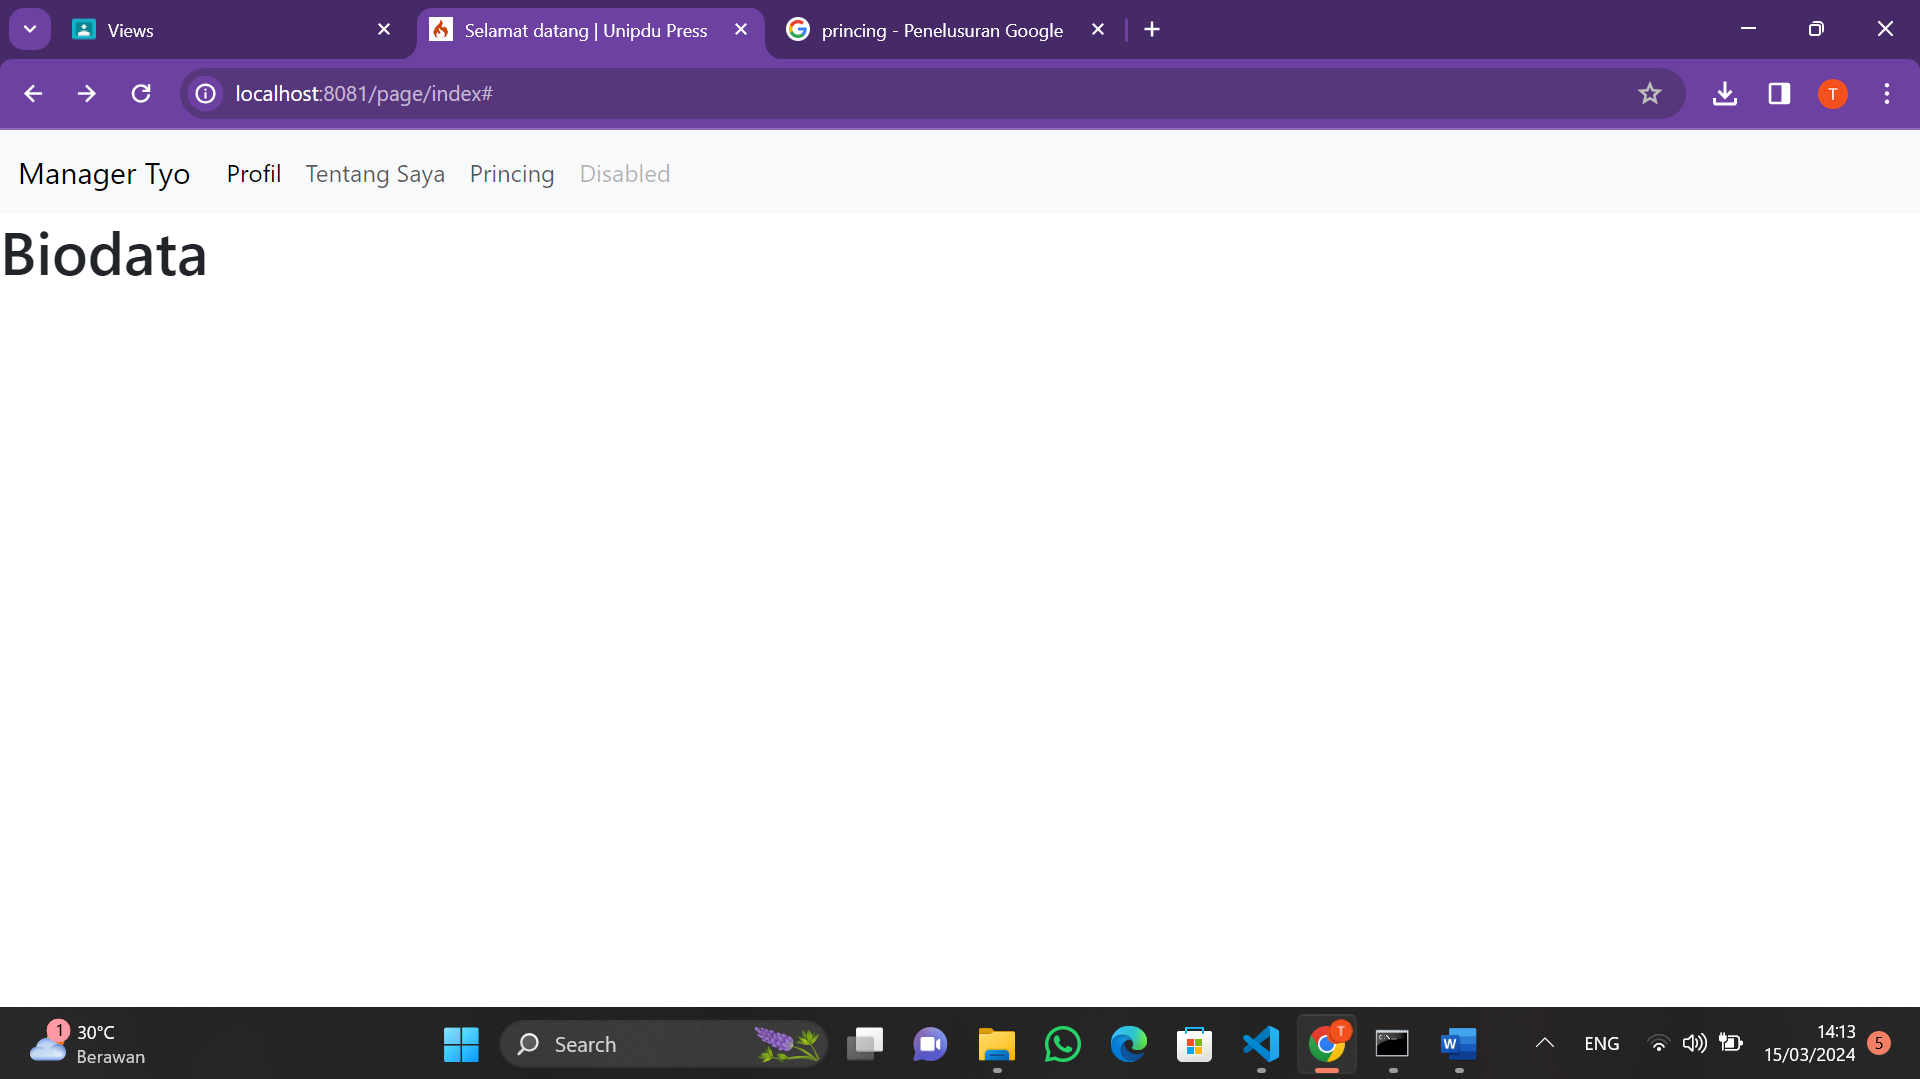 Views
Selamat datang | Unipdu Press
princing - Penelusuran Google
localhost:8081/page/index#
T
Manager Tyo
Profil
Tentang Saya
Princing
Disabled
Biodata
1
30°C
Berawan
Search
T
ENG
14:13
15/03/2024
5